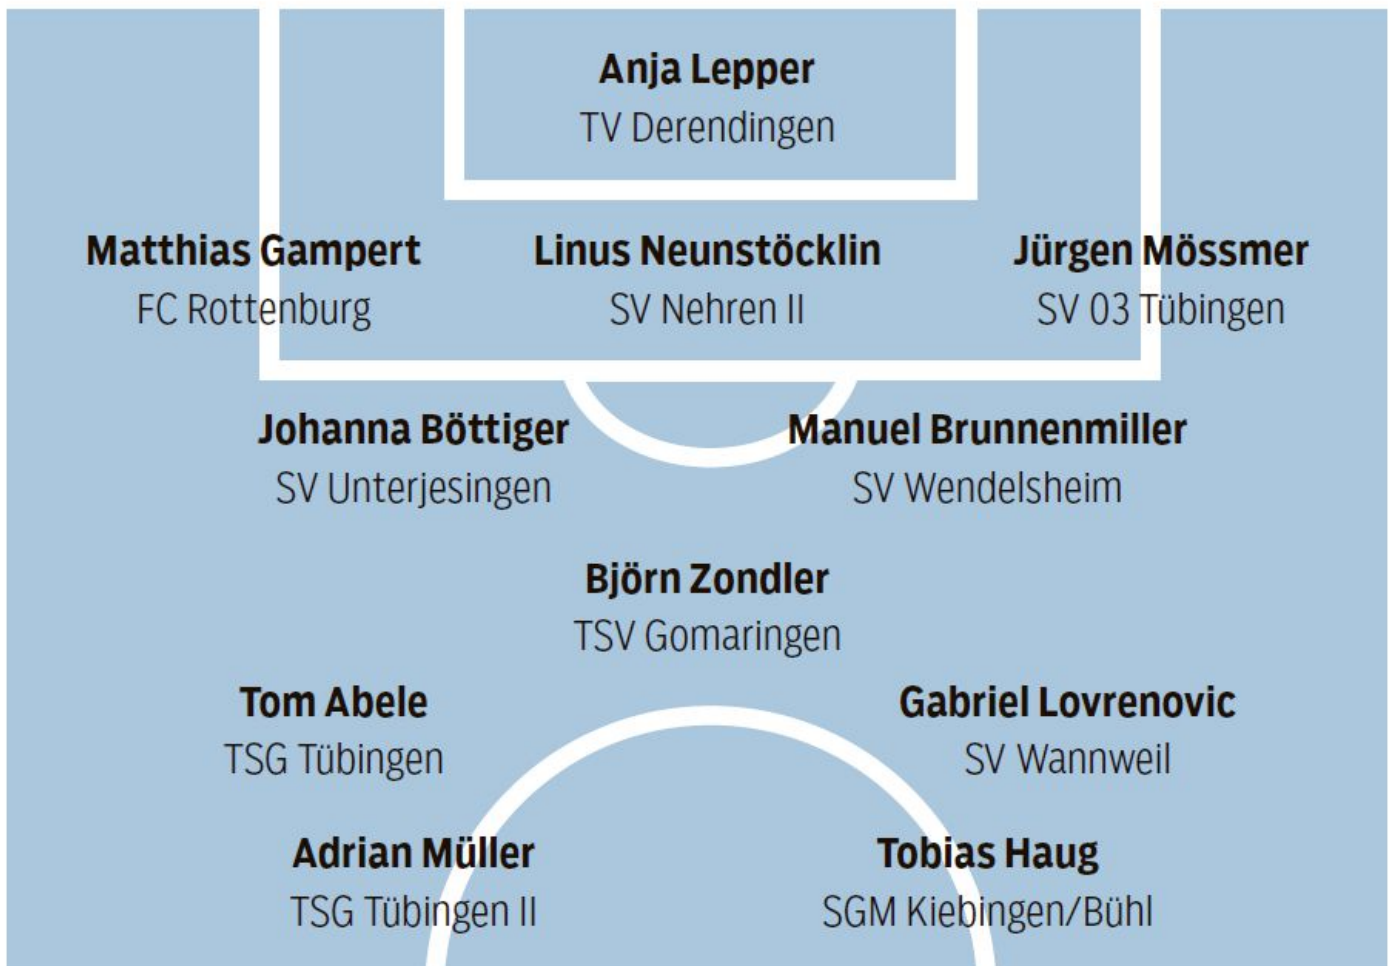 Anja Lepper
TV Derendingen
Matthias Gampert
FC Rottenburg
Linus Neunstöcklin
SV Nehren II
Jürgen Mössmer
SV 03 Tübingen
Johanna Böttiger
SV Unterjesingen
Manuel Brunnenmiller
SV Wendelsheim
Björn Zondler
TSV Gomaringen
Tom Abele
TSG Tübingen
Gabriel Lovrenovic
SV Wannweil
Adrian Müller
TSG Tübingen II
Tobias Haug
SGM Kiebingen/Bühl